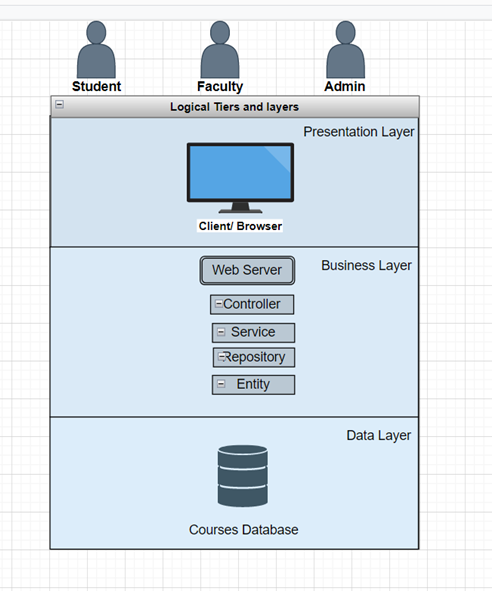 Student Faculty Admin
Logical Tiers and layers
Presentation Layer
Client/ Browser
Business Layer
Web Server
Controller
Service
Repository
Entity
Data Layer
Courses Database